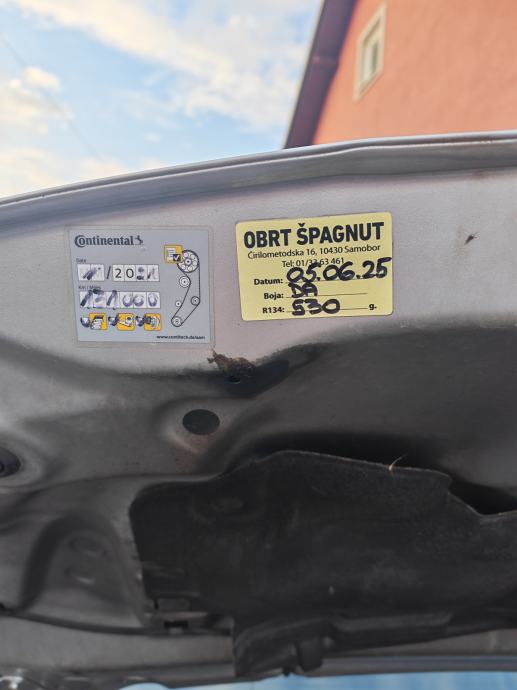 Continental
Date
/20
Km / Miles
www.contitech.de/aam
OBRT ŠPAGNUT
Ćirilometodska 16, 10430 Samobor
Tel: 01/33 63 461
Datum: 05.06.25
Boja: DA
R134: 530 g.